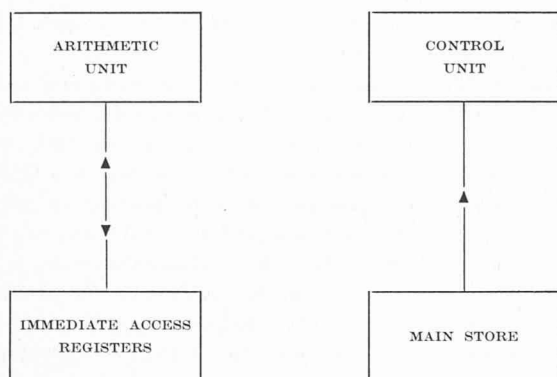 ARITHMETIC
UNIT
CONTROL
UNIT
IMMEDIATE ACCESS
REGISTERS
MAIN STORE